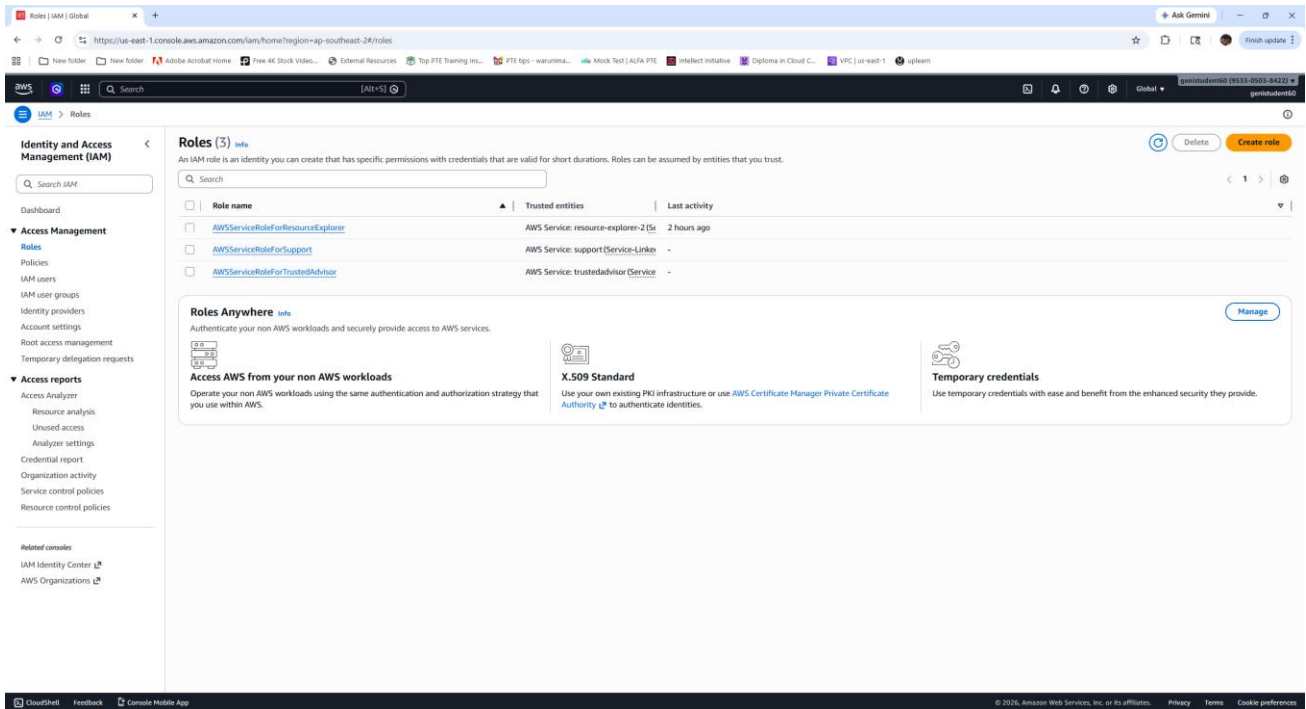 Roles | IAM | Global
Ask Gemini
https://us-east-1.console.aws.amazon.com/iam/home?region=ap-southeast-2#/roles
Finish update
New folder New folder Adobe Acrobat Home Free 4K Stock Video... External Resources Top PTE Training Ins... PTE tips - warunima... Mock Test | ALFA PTE Intellect Initiative Diploma in Cloud C... VPC | us-east-1 uplearn
aws Search [Alt+S] Global genistudent60 (9533-0503-8422)
genistudent60
IAM > Roles
Identity and Access Management (IAM)
Search IAM
Dashboard
Access Management
Roles
Policies
IAM users
IAM user groups
Identity providers
Account settings
Root access management
Temporary delegation requests
Access reports
Access Analyzer
Resource analysis
Unused access
Analyzer settings
Credential report
Organization activity
Service control policies
Resource control policies
Related consoles
IAM Identity Center
AWS Organizations
Roles (3) Info
Delete Create role
An IAM role is an identity you can create that has specific permissions with credentials that are valid for short durations. Roles can be assumed by entities that you trust.
Search
1
Role name Trusted entities Last activity
AWSServiceRoleForResourceExplorer AWS Service: resource-explorer-2 (Se 2 hours ago
AWSServiceRoleForSupport AWS Service: support (Service-Linked -
AWSServiceRoleForTrustedAdvisor AWS Service: trustedadvisor (Service -
Roles Anywhere Info
Manage
Authenticate your non AWS workloads and securely provide access to AWS services.
Access AWS from your non AWS workloads
Operate your non AWS workloads using the same authentication and authorization strategy that
you use within AWS.
X.509 Standard
Use your own existing PKI infrastructure or use AWS Certificate Manager Private Certificate
Authority to authenticate identities.
Temporary credentials
Use temporary credentials with ease and benefit from the enhanced security they provide.
CloudShell Feedback Console Mobile App © 2026, Amazon Web Services, Inc. or its affiliates. Privacy Terms Cookie preferences